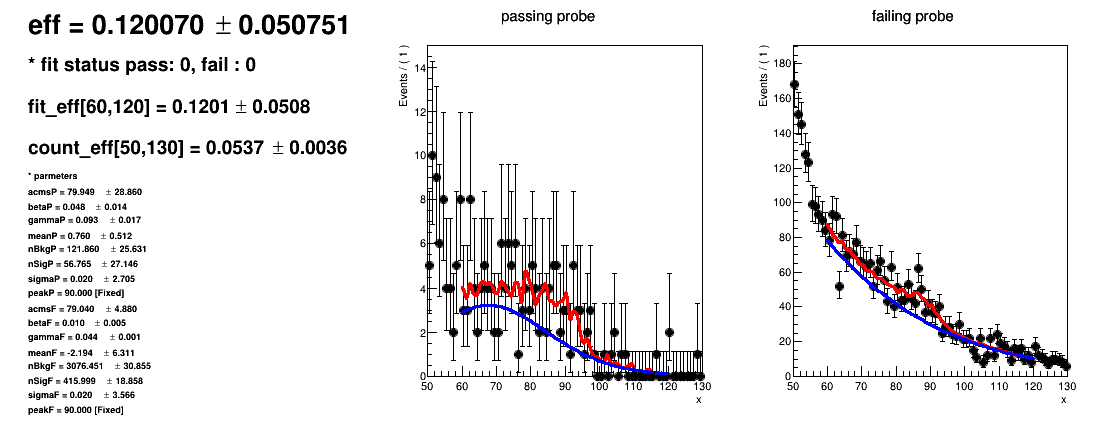 eff = 0.120070 ± 0.050751
* fit status pass: 0, fail : 0
fit_eff[60,120] = 0.1201 ± 0.0508
count_eff[50,130] = 0.0537 ± 0.0036
* parmeters
acmsP = 79.949 ± 28.860
betaP = 0.048 ± 0.014
gammaP = 0.093 ± 0.017
meanP = 0.760 ± 0.512
nBkgP = 121.860 ± 25.631
nSigP = 56.765 ± 27.146
sigmaP = 0.020 ± 2.705
peakP = 90.000 [Fixed]
acmsF = 79.040 ± 4.880
betaF = 0.010 ± 0.005
gammaF = 0.044 ± 0.001
meanF = -2.194 ± 6.311
nBkgF = 3076.451 ± 30.855
nSigF = 415.999 ± 18.858
sigmaF = 0.020 ± 3.566
peakF = 90.000 [Fixed]
passing probe
Events / ( 1 )
14
12
10
8
6
4
2
0
50 60 70 80 90 100 110 120 130
x
failing probe
Events / ( 1 )
180
160
140
120
100
80
60
40
20
0
50 60 70 80 90 100 110 120 130
x